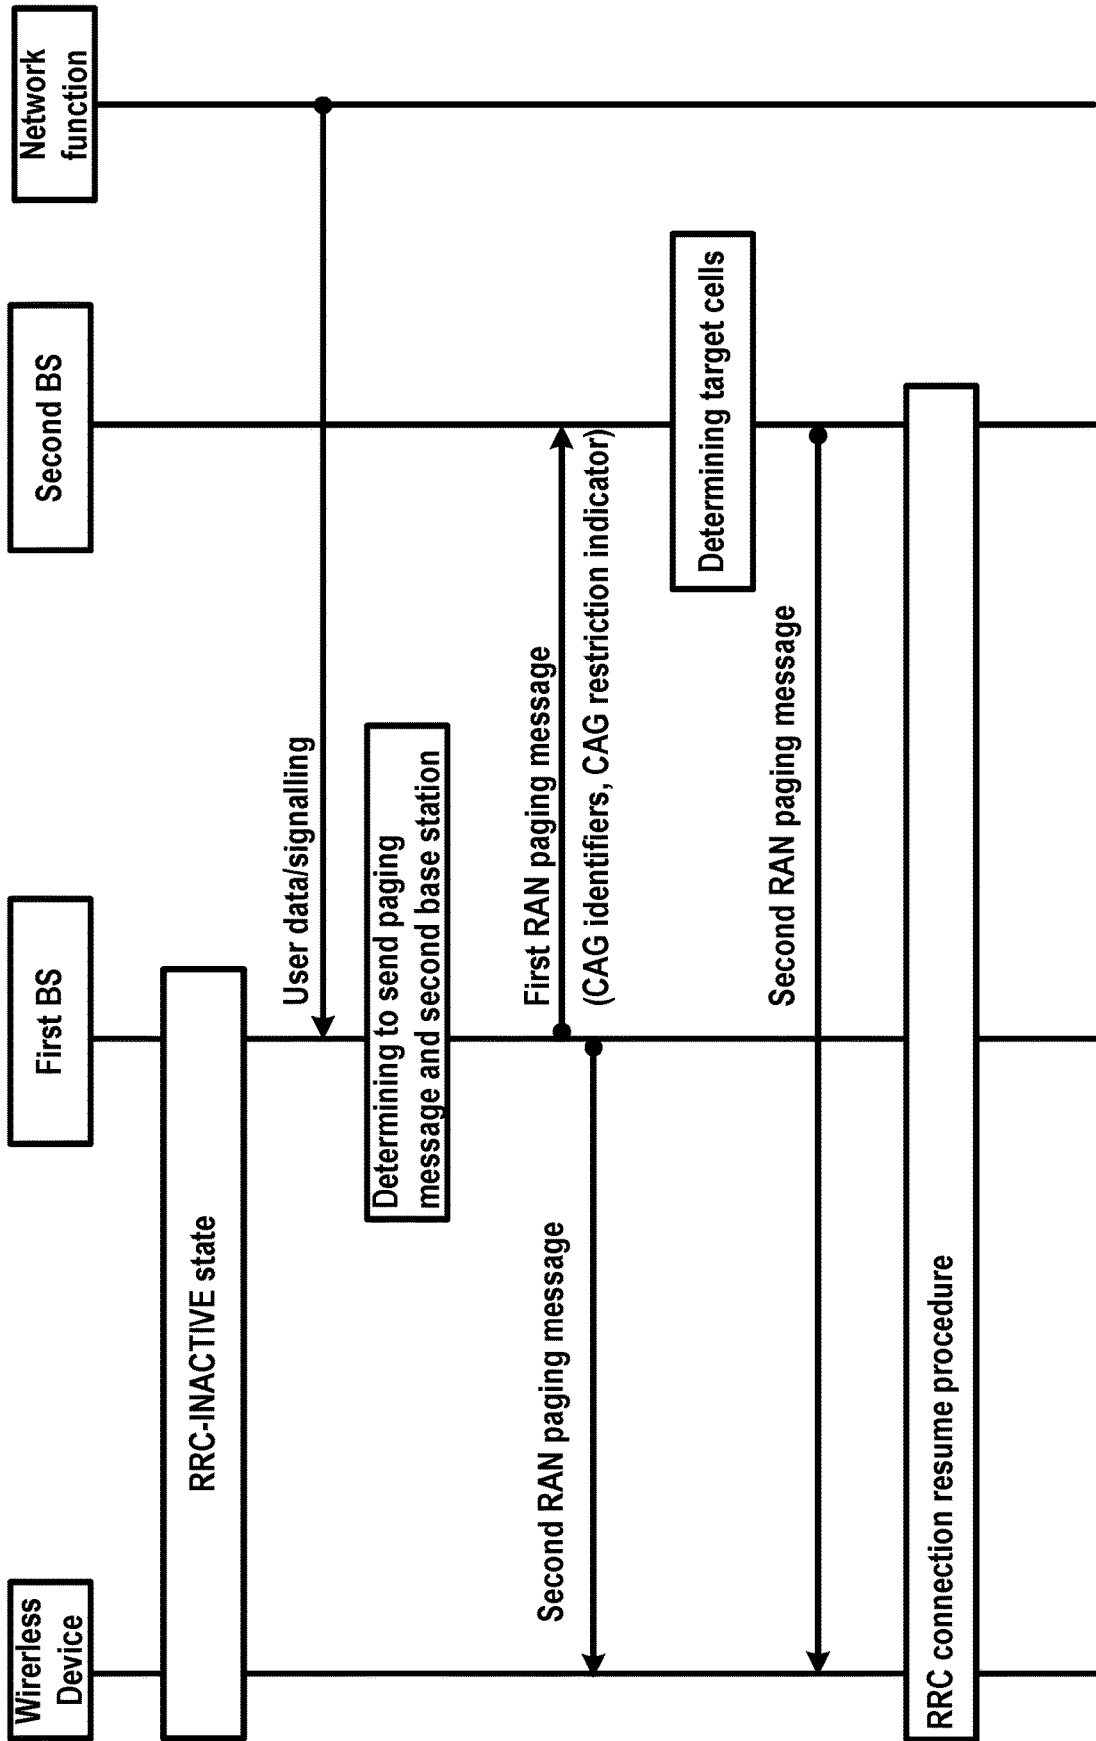 Wirerless
Device
First BS
Second BS
Network
function
RRC-INACTIVE state
User data/signalling
Determining to send paging
message and second base station
First RAN paging message
(CAG identifiers, CAG restriction indicator)
Second RAN paging message
Determining target cells
Second RAN paging message
RRC connection resume procedure